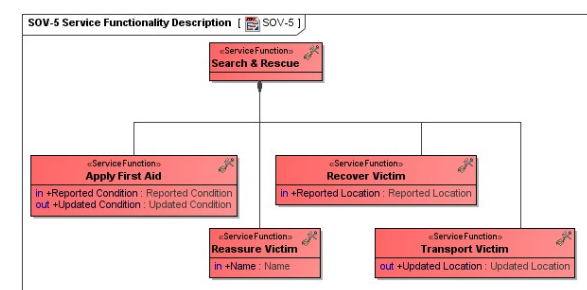 SOV-5 Service Functionality Description [ SOV-5 ]
«ServiceFunction»
Search & Rescue
«ServiceFunction»
Apply First Aid
in +Reported Condition : Reported Condition
out +Updated Condition : Updated Condition
«ServiceFunction»
Recover Victim
in +Reported Location : Reported Location
«ServiceFunction»
Reassure Victim
in +Name : Name
«ServiceFunction»
Transport Victim
out +Updated Location : Updated Location